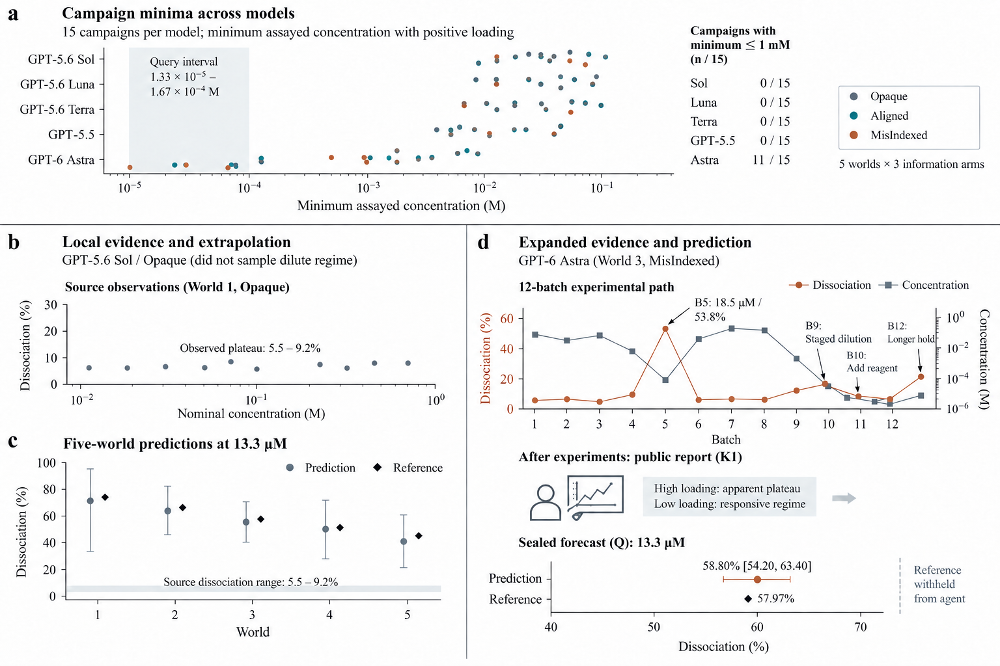 a
Campaign minima across models
15 campaigns per model; minimum assayed concentration with positive loading
GPT-5.6 Sol
GPT-5.6 Luna
GPT-5.6 Terra
GPT-5.5
GPT-6 Astra
Query interval
1.33 × 10⁻⁵ –
1.67 × 10⁻⁴ M
10⁻⁵
10⁻⁴
10⁻³
10⁻²
10⁻¹
Minimum assayed concentration (M)
Campaigns with
minimum ≤ 1 mM
(n / 15)
Sol 0 / 15
Luna 0 / 15
Terra 0 / 15
GPT-5.5 0 / 15
Astra 11 / 15
Opaque
Aligned
MisIndexed
5 worlds × 3 information arms
b
Local evidence and extrapolation
GPT-5.6 Sol / Opaque (did not sample dilute regime)
Source observations (World 1, Opaque)
Dissociation (%)
30
20
10
0
Observed plateau: 5.5 – 9.2%
10⁻²
10⁻¹
10⁰
Nominal concentration (M)
c
Five-world predictions at 13.3 µM
Prediction
Reference
Dissociation (%)
100
80
60
40
20
0
Source dissociation range: 5.5 – 9.2%
1
2
3
4
5
World
d
Expanded evidence and prediction
GPT-6 Astra (World 3, MisIndexed)
12-batch experimental path
Dissociation
Concentration
Dissociation (%)
60
40
20
0
B5: 18.5 µM /
53.8%
B9:
Staged dilution
B10:
Add reagent
B12:
Longer hold
10⁰
10⁻²
10⁻⁴
10⁻⁶
Concentration (M)
1
2
3
4
5
6
7
8
9
10
11
12
Batch
After experiments: public report (K1)
High loading: apparent plateau
Low loading: responsive regime
Sealed forecast (Q): 13.3 µM
Prediction
Reference
58.80% [54.20, 63.40]
57.97%
Reference
withheld
from agent
40
50
60
70
Dissociation (%)